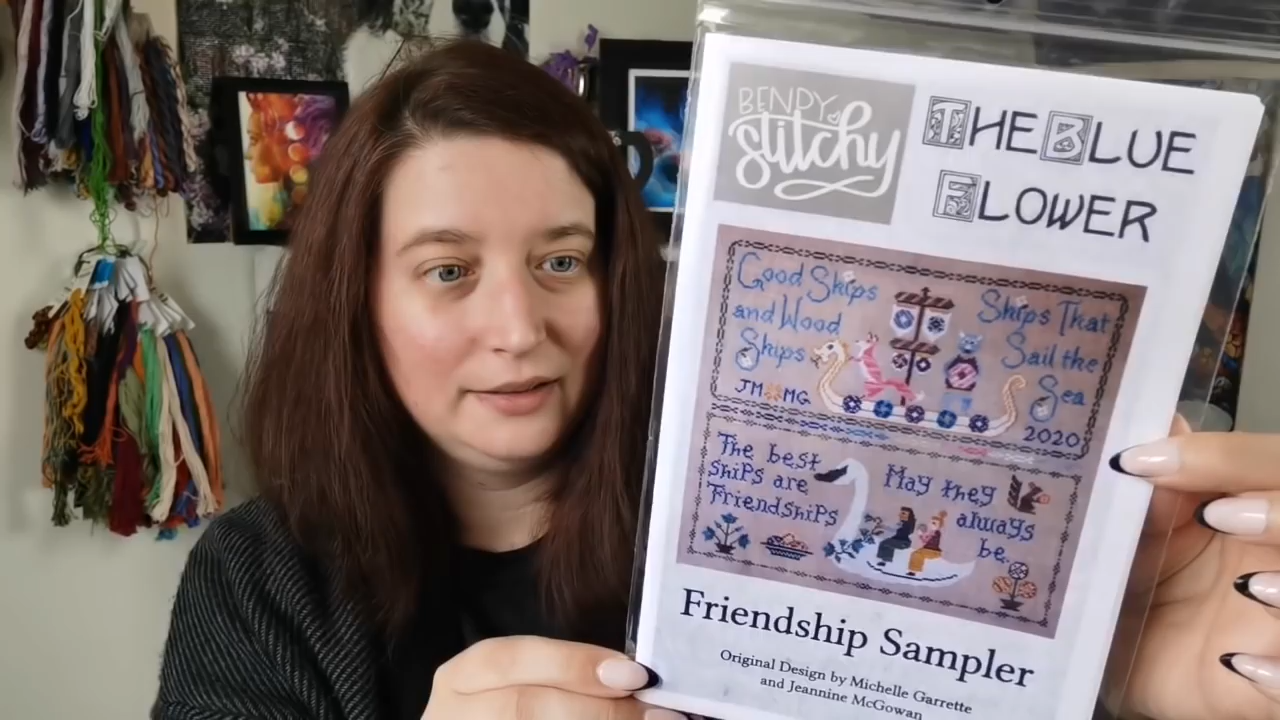 BENDY
Stitchy
THE BLUE
FLOWER
Good Ships
and Wood
Ships
JM MG
Ships That
Sail the
Sea
2020
The best
ships are
Friendships
May they
always
be.
Friendship Sampler
Original Design by Michelle Garrette
and Jeannine McGowan